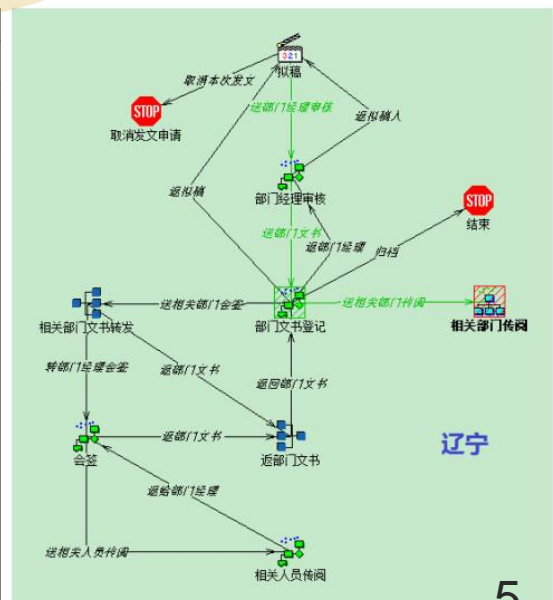 321
拟稿
取消本次发文
送部门经理审核
返拟稿人
STOP
取消发文申请
部门经理审核
返拟稿
STOP
结束
送部门文书
返部门经理
归档
送相关部门会签
送相关部门传阅
相关部门文书转发
部门文书登记
相关部门传阅
转部门经理会签
返部门文书
返回部门文书
返部门文书
会签
返部门文书
辽宁
返给部门经理
送相关人员传阅
相关人员传阅
5